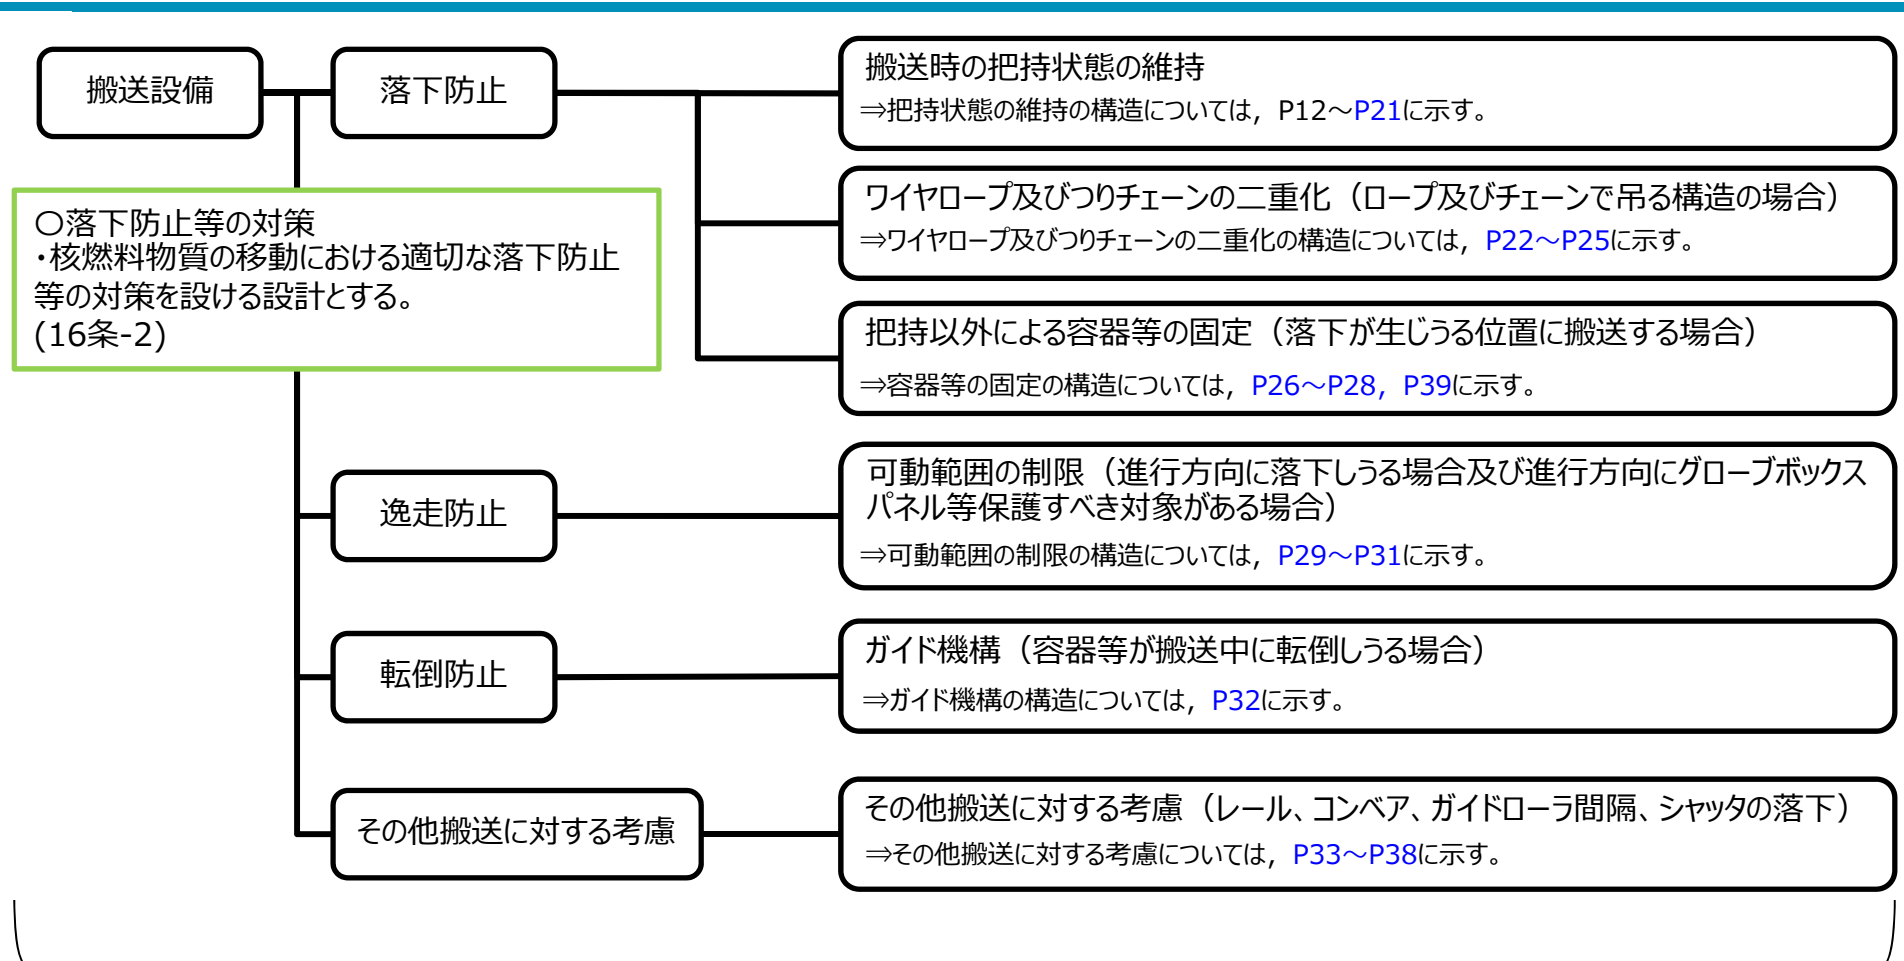 搬送設備
落下防止
搬送時の把持状態の維持
⇒把持状態の維持の構造については，P12～P21に示す。
ワイヤロープ及びつりチェーンの二重化（ロープ及びチェーンで吊る構造の場合）
⇒ワイヤロープ及びつりチェーンの二重化の構造については，P22～P25に示す。
〇落下防止等の対策
・核燃料物質の移動における適切な落下防止
等の対策を設ける設計とする。
(16条-2)
把持以外による容器等の固定（落下が生じうる位置に搬送する場合）
⇒容器等の固定の構造については，P26～P28，P39に示す。
逸走防止
可動範囲の制限（進行方向に落下しうる場合及び進行方向にグローブボックス
パネル等保護すべき対象がある場合）
⇒可動範囲の制限の構造については，P29～P31に示す。
転倒防止
ガイド機構（容器等が搬送中に転倒しうる場合）
⇒ガイド機構の構造については，P32に示す。
その他搬送に対する考慮
その他搬送に対する考慮（レール、コンベア、ガイドローラ間隔、シャッタの落下）
⇒その他搬送に対する考慮については，P33～P38に示す。